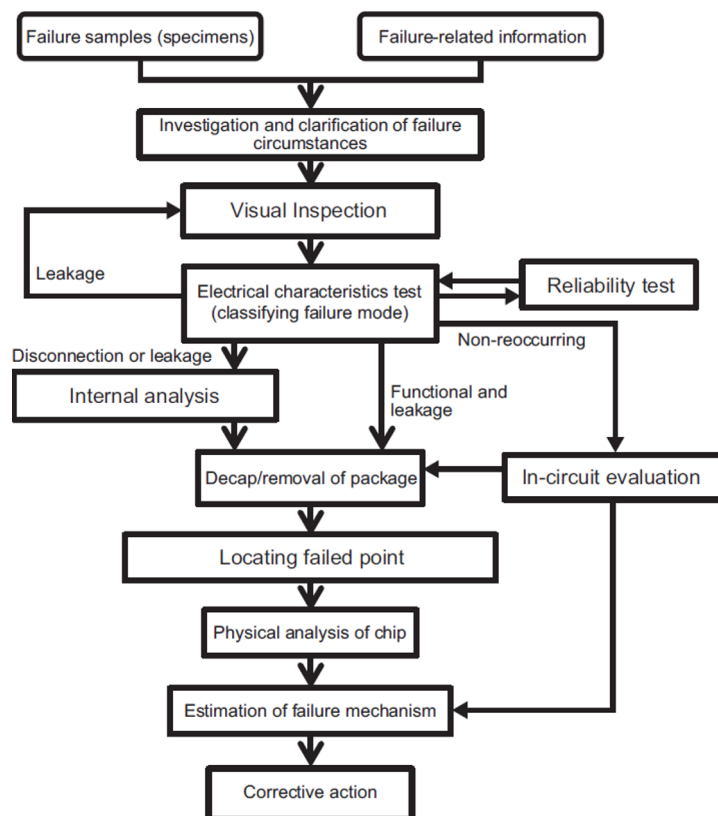 Failure samples (specimens)
Failure-related information
Investigation and clarification of failure
circumstances
Visual Inspection
Leakage
Electrical characteristics test
(classifying failure mode)
Reliability test
Non-reoccurring
Disconnection or leakage
Internal analysis
Functional and
leakage
Decap/removal of package
In-circuit evaluation
Locating failed point
Physical analysis of chip
Estimation of failure mechanism
Corrective action